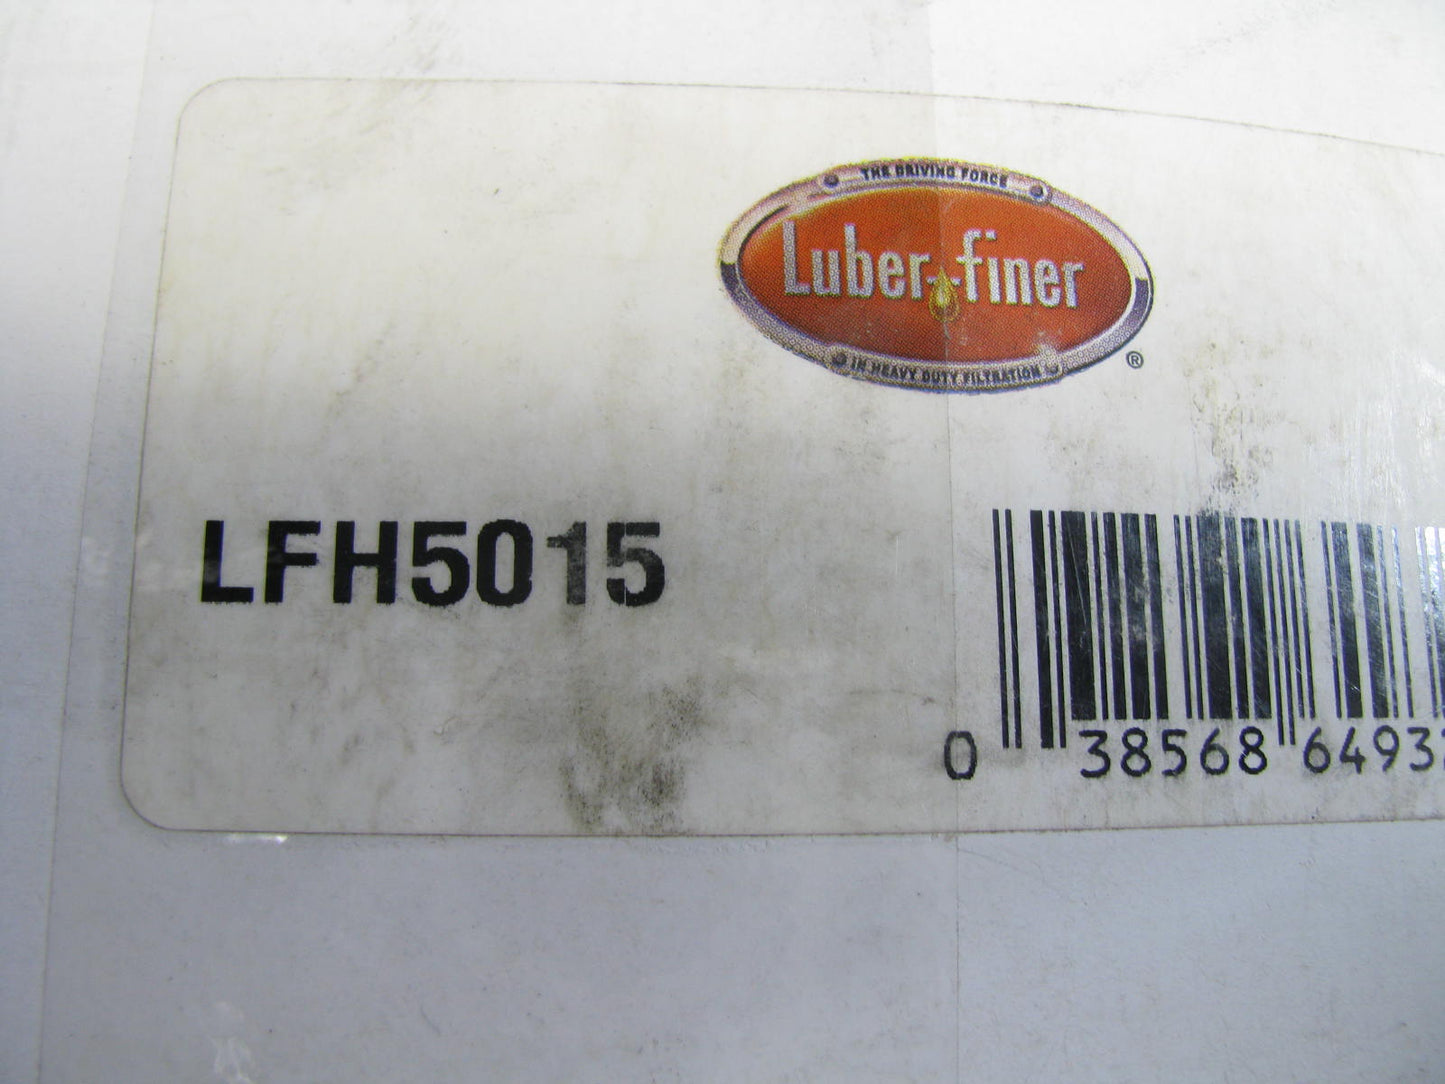 THE DRIVING FORCE
Luber-finer
IN HEAVY DUTY FILTRATION
®
LFH5015
0 38568 6493